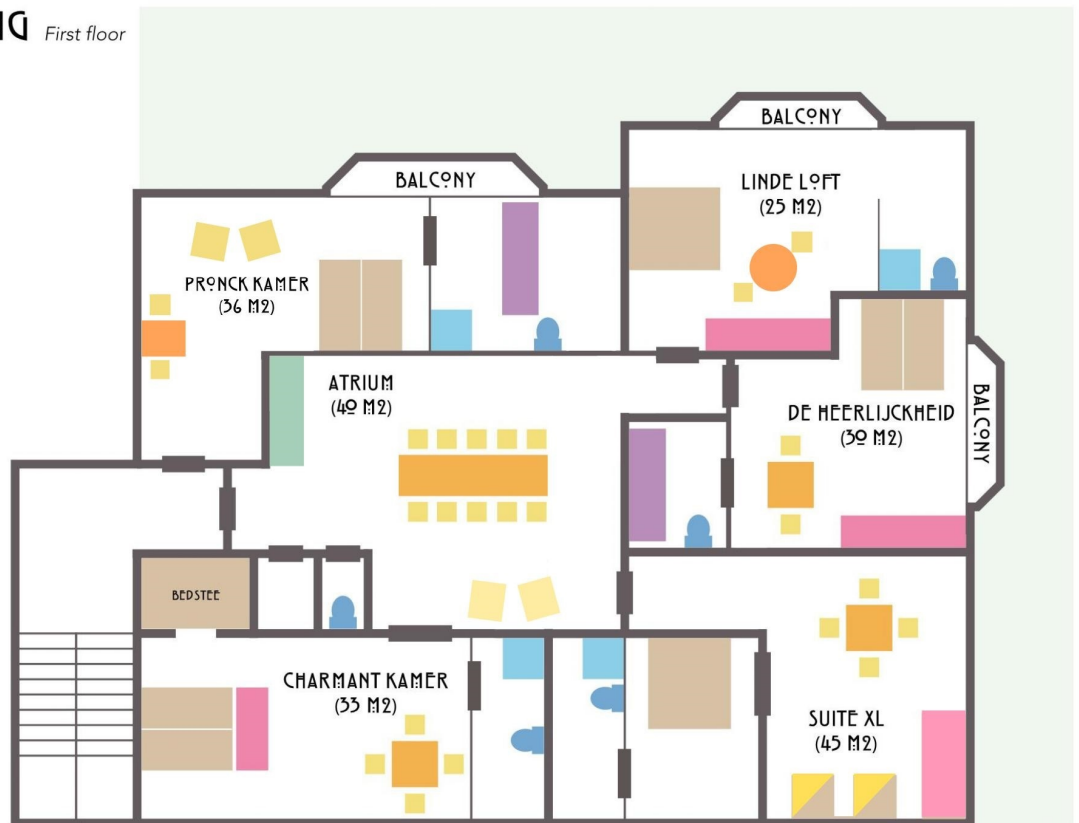 First floor
BALCONY
BALCONY
LINDE LOFT
(25 M2)
PRONCK KAMER
(36 M2)
ATRIUM
(40 M2)
DE HEERLIJCKHEID
(30 M2)
BALCONY
BEDSTEE
CHARMANT KAMER
(33 M2)
SUITE XL
(45 M2)